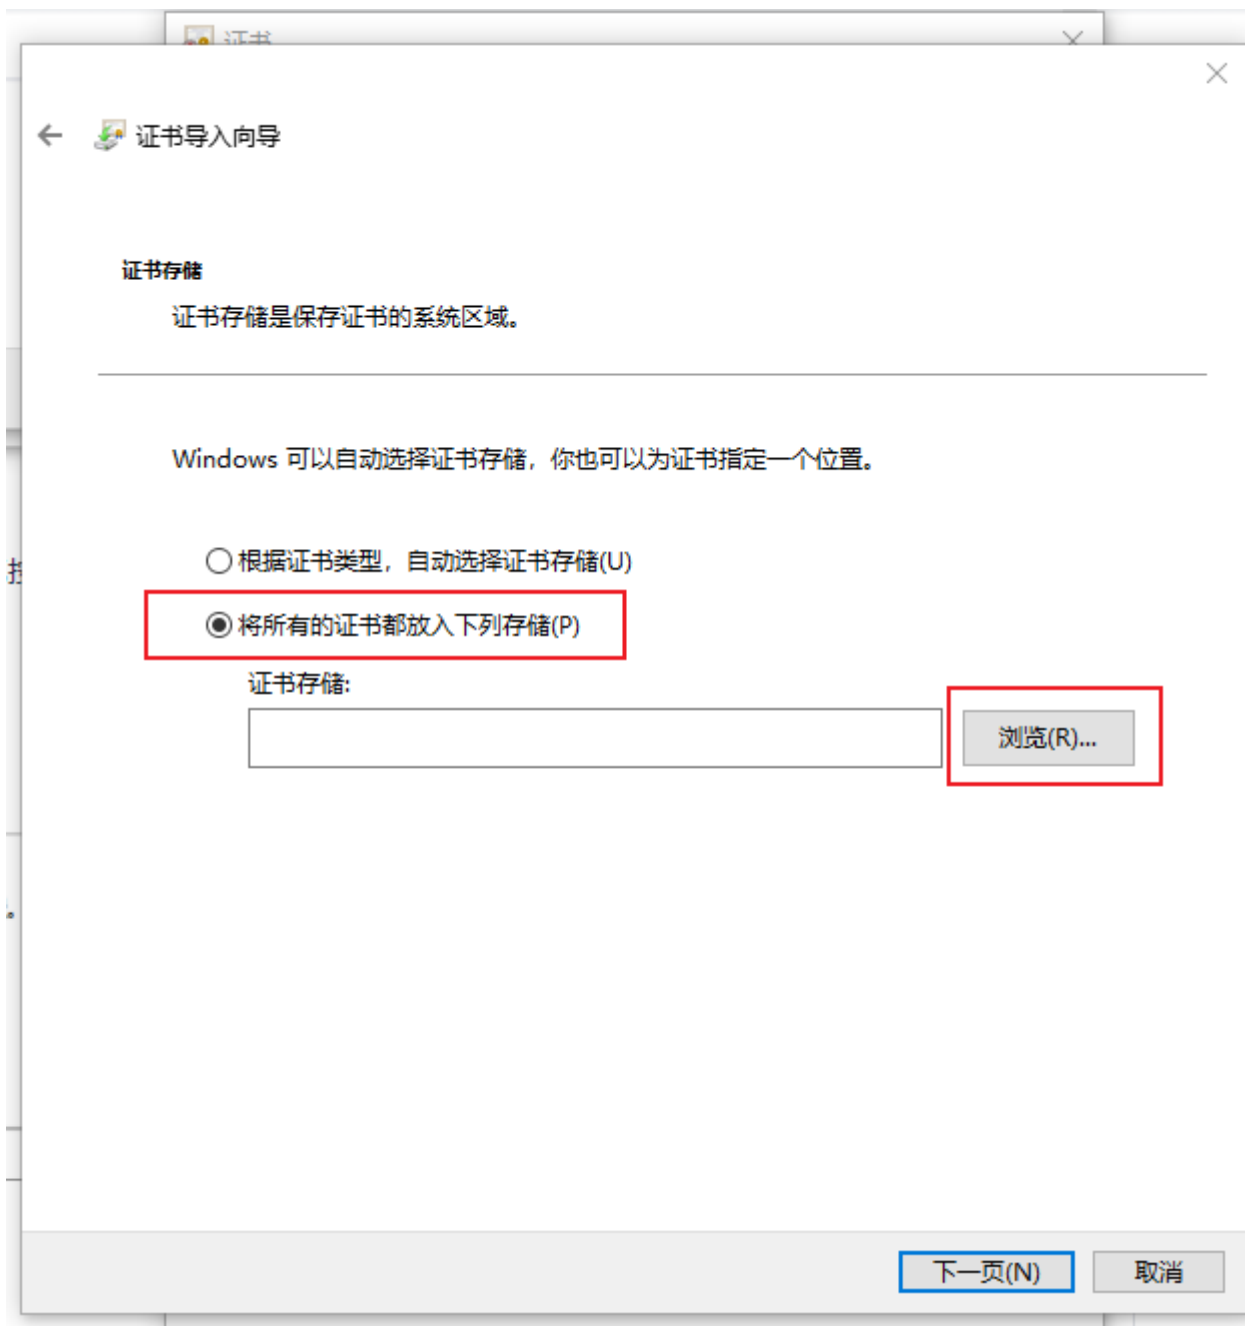 证书
证书导入向导
证书存储
证书存储是保存证书的系统区域。
Windows 可以自动选择证书存储，你也可以为证书指定一个位置。
根据证书类型，自动选择证书存储(U)
将所有的证书都放入下列存储(P)
证书存储:
浏览(R)...
下一页(N)
取消